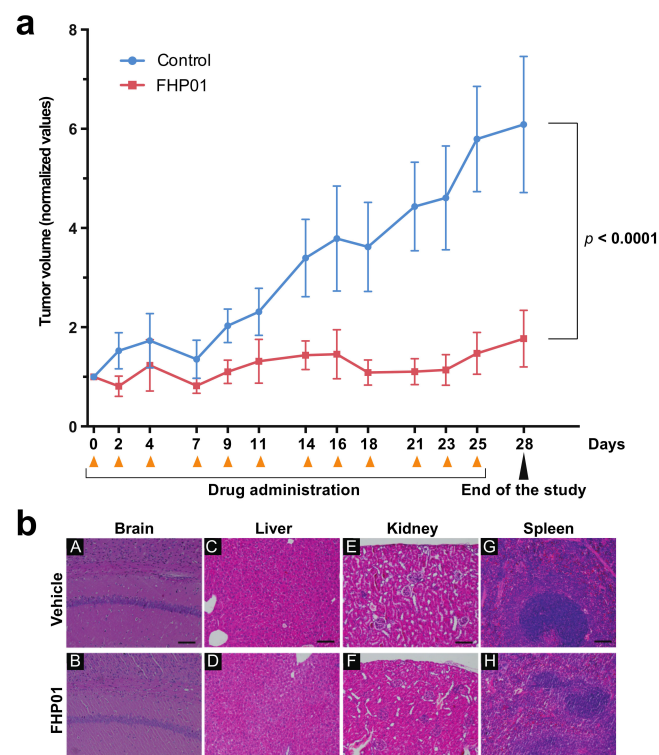 a
8
6
4
2
0
Tumor volume (normalized values)
Control
FHP01
p < 0.0001
0 2 4 7 9 11 14 16 18 21 23 25 28 Days
Drug administration
End of the study
b
Brain Liver Kidney Spleen
Vehicle
A C E G
FHP01
B D F H